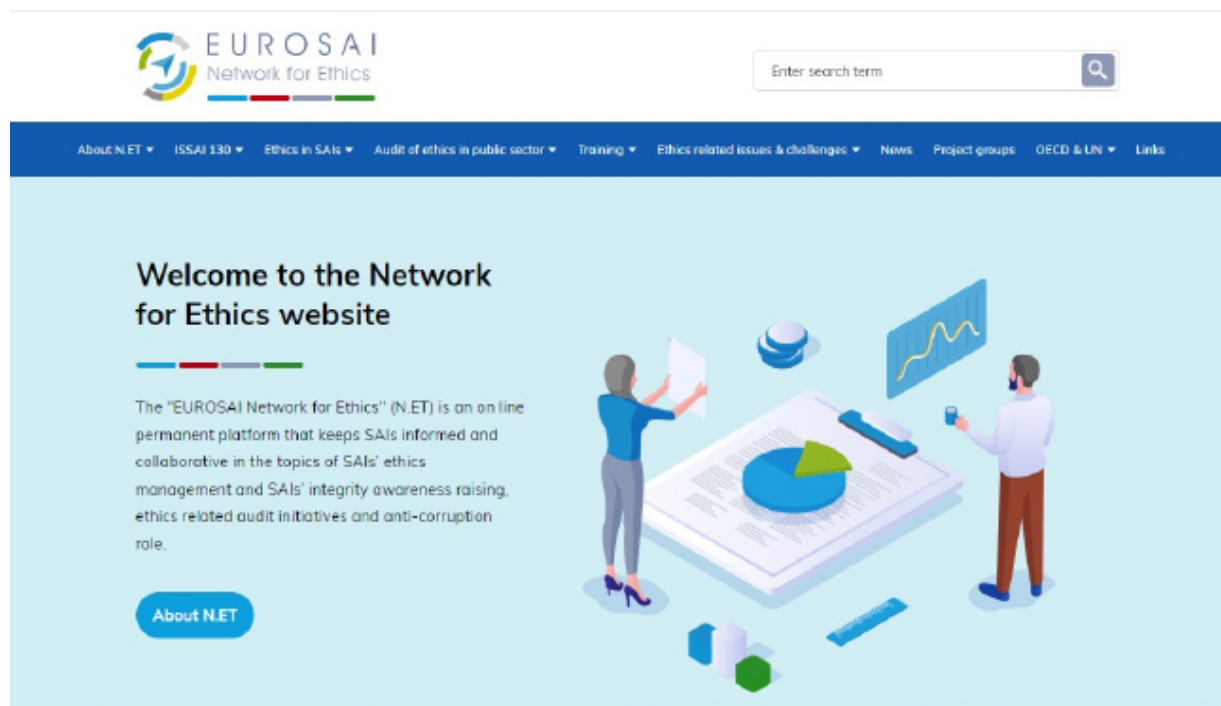 EUROSAI
Network for Ethics
Enter search term
About N.ET
ISSAI 130
Ethics in SAIs
Audit of ethics in public sector
Training
Ethics related issues & challenges
News
Project groups
OECD & UN
Links
Welcome to the Network
for Ethics website
The "EUROSAI Network for Ethics" (N.ET) is an on line
permanent platform that keeps SAIs informed and
collaborative in the topics of SAIs' ethics
management and SAIs' integrity awareness raising,
ethics related audit initiatives and anti-corruption
role.
About N.ET